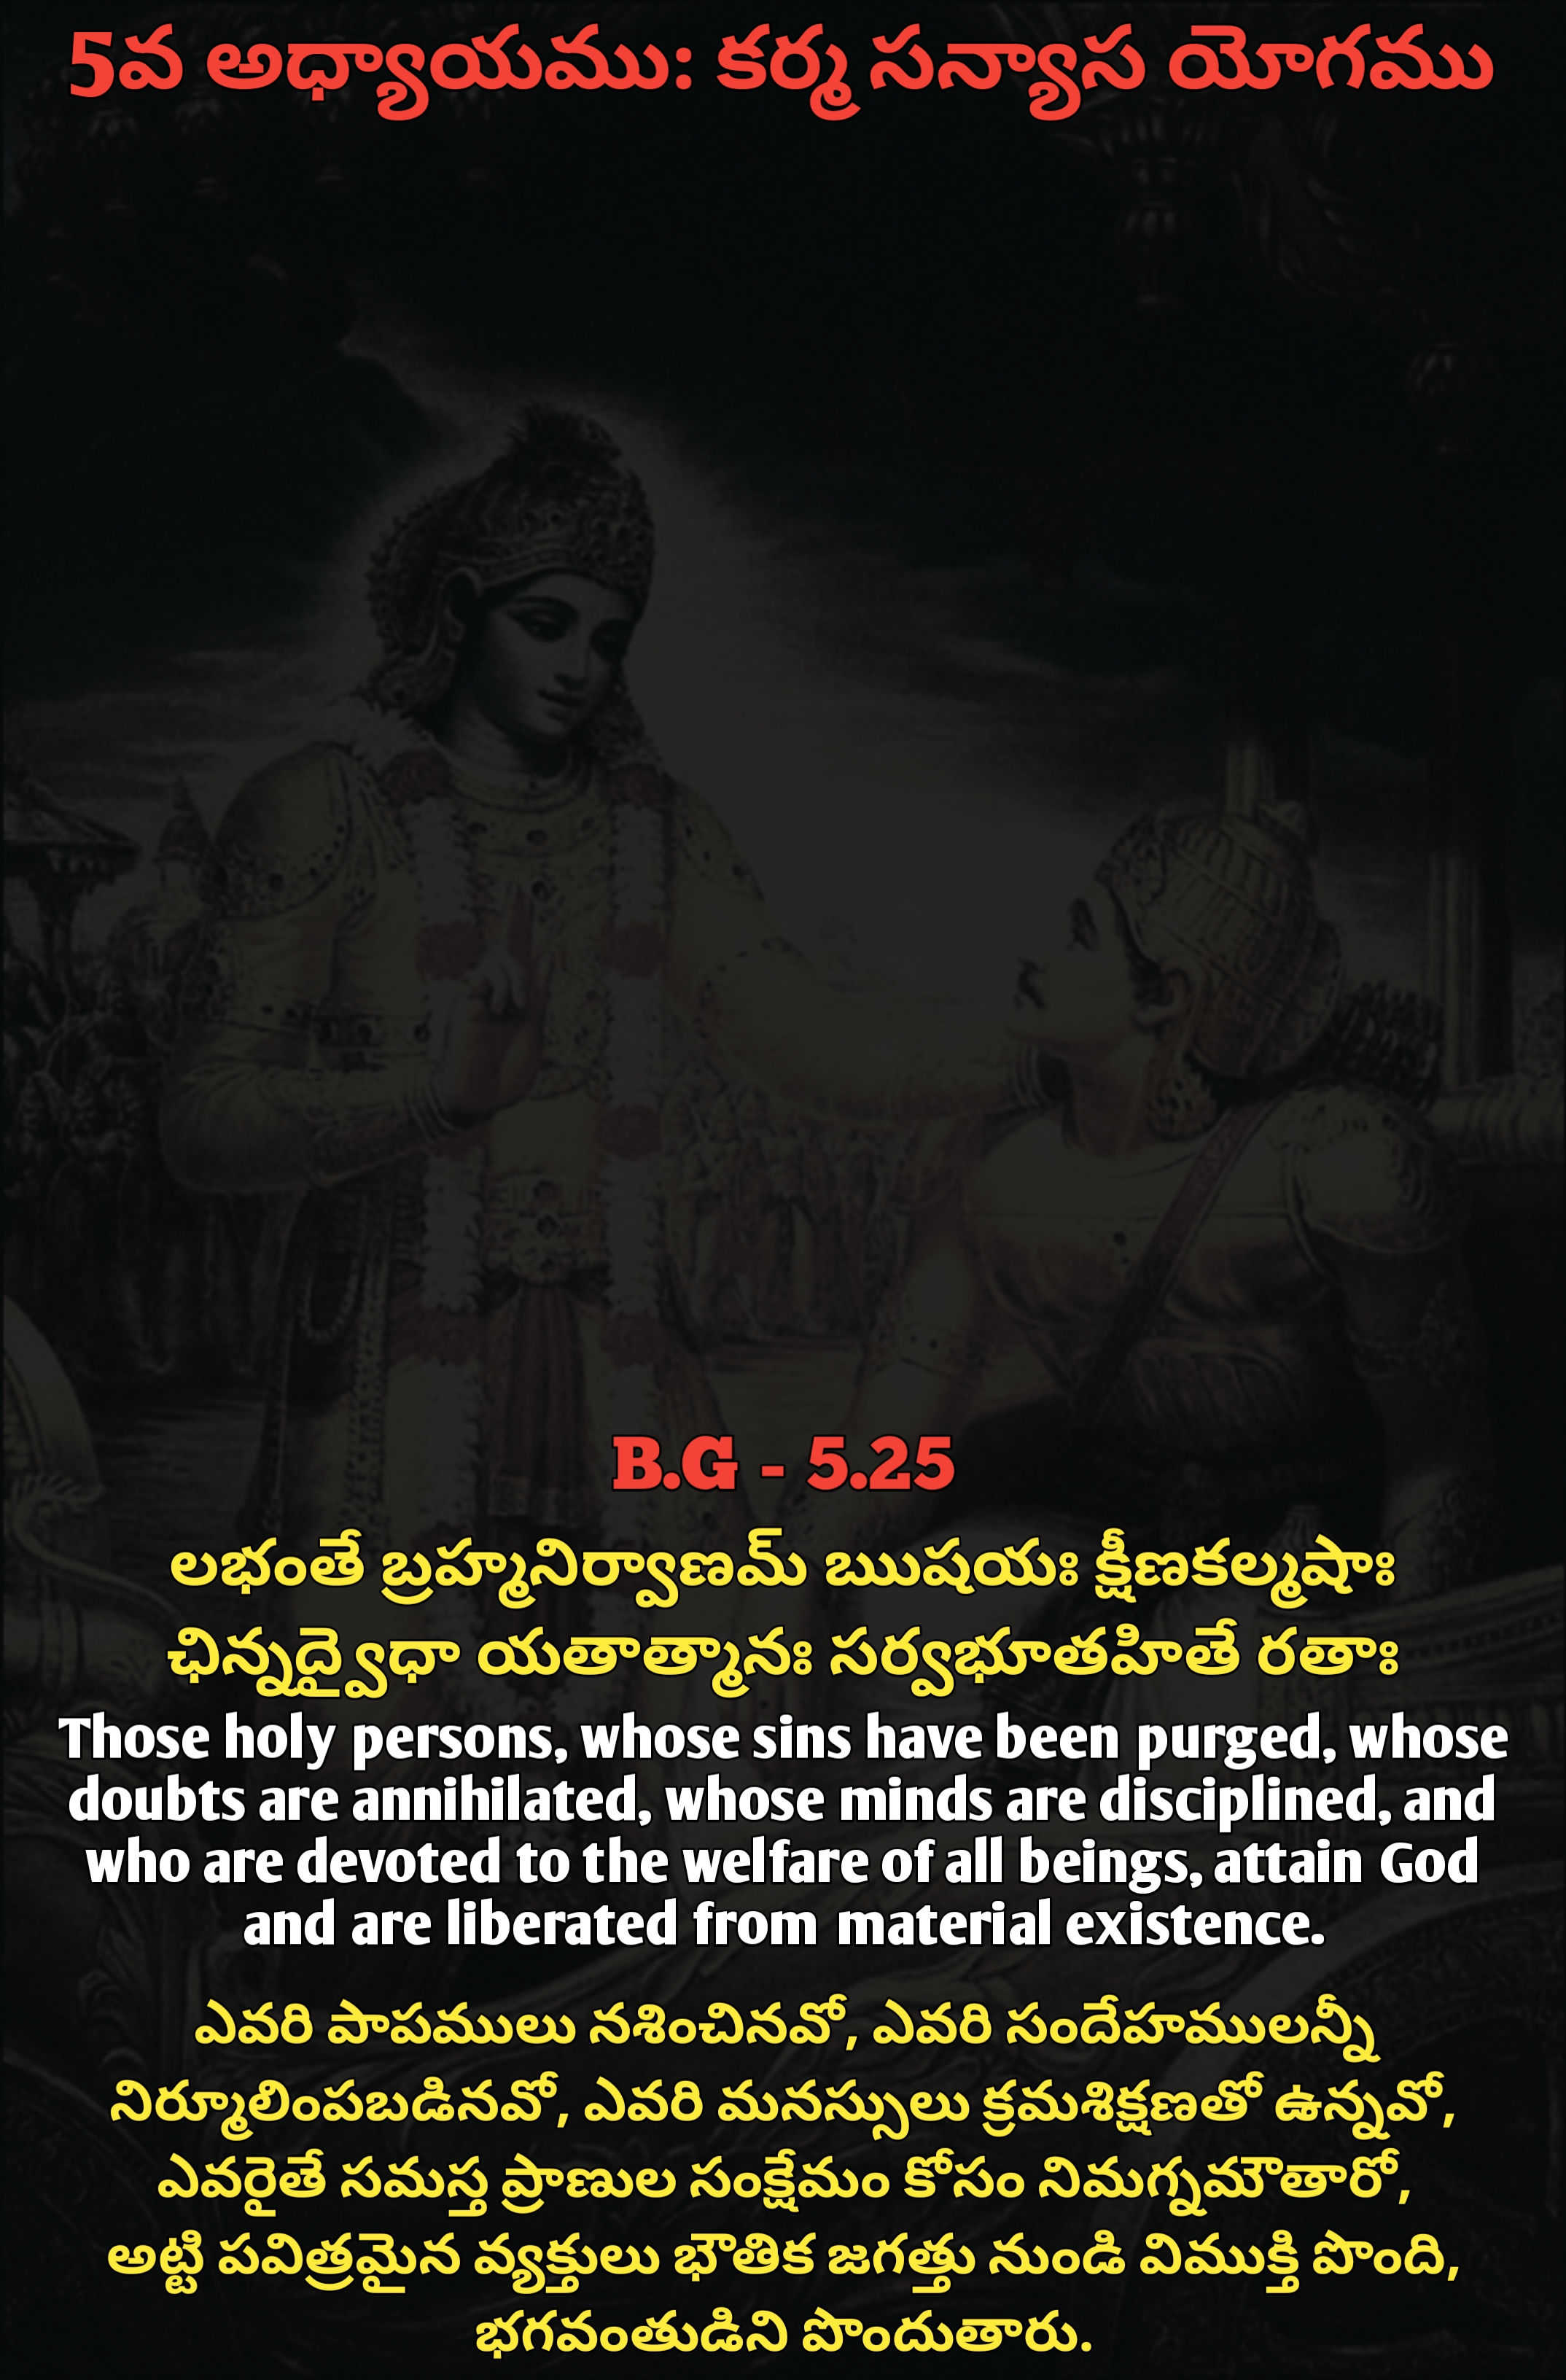 5వ అధ్యాయము: కర్మ సన్యాస యోగము
B.G - 5.25
లభంతే బ్రహ్మనిర్వాణమ్ ఋషయః క్షీణకల్మషాః
ఛిన్నద్వైధా యతాత్మానః సర్వభూతహితే రతాః
Those holy persons, whose sins have been purged, whose
doubts are annihilated, whose minds are disciplined, and
who are devoted to the welfare of all beings, attain God
and are liberated from material existence.
ఎవరి పాపములు నశించినవో, ఎవరి సందేహములన్నీ
నిర్మూలింపబడినవో, ఎవరి మనస్సులు క్రమశిక్షణతో ఉన్నవో,
ఎవరైతే సమస్త ప్రాణుల సంక్షేమం కోసం నిమగ్నమౌతారో,
అట్టి పవిత్రమైన వ్యక్తులు భౌతిక జగత్తు నుండి విముక్తి పొంది,
భగవంతుడిని పొందుతారు.